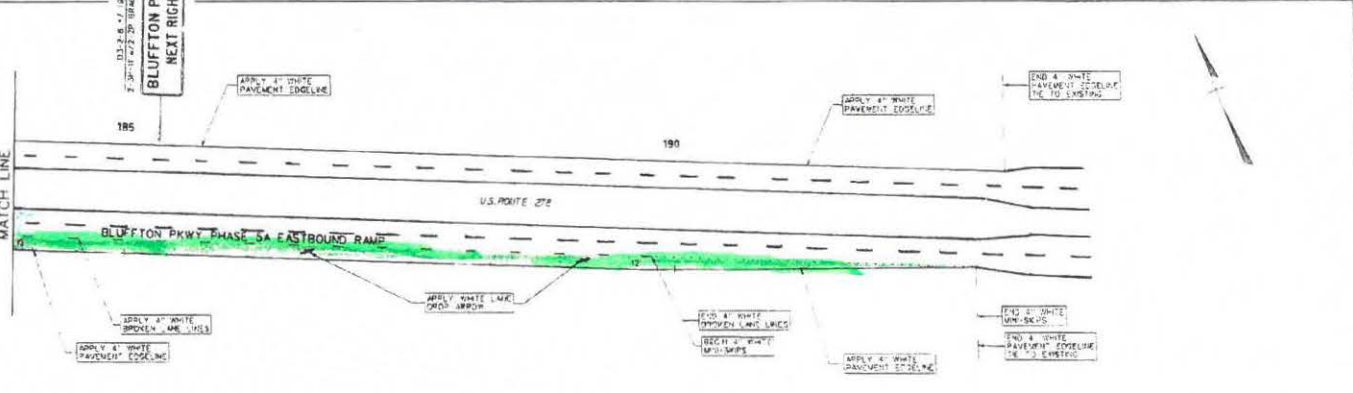 BLUFFTON P
NEXT RIGH
APPLY 4" WHITE
PAVEMENT EDGELINE
185
APPLY 4" WHITE
PAVEMENT EDGELINE
END 4" WHITE
PAVEMENT EDGELINE
TIE TO EXISTING
190
MATCH LINE
U.S. ROUTE 278
BLUFFTON PKWY PHASE 5A EASTBOUND RAMP
12
APPLY WHITE LANE
DROP ARROW
APPLY 4" WHITE
BROKEN LANE LINES
APPLY 4" WHITE
PAVEMENT EDGELINE
END 4" WHITE
BROKEN LANE LINES
BEGIN 4" WHITE
MINI-SKIPS
APPLY 4" WHITE
PAVEMENT EDGELINE
END 4" WHITE
MINI-SKIPS
END 4" WHITE
PAVEMENT EDGELINE
TIE TO EXISTING